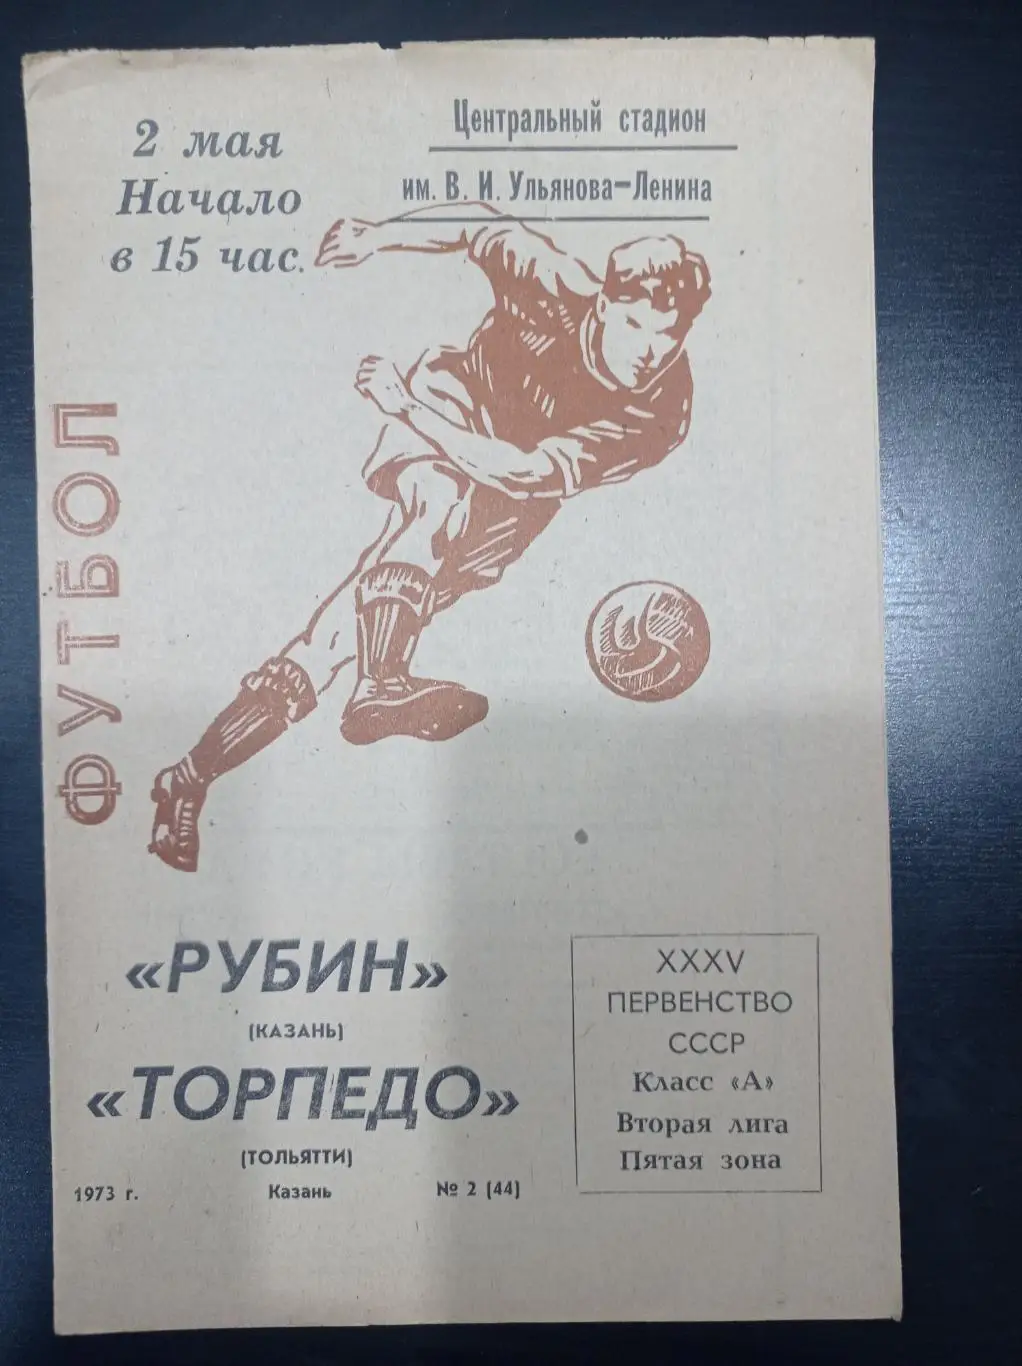 2 мая
Начало
в 15 час.
Центральный стадион
им. В. И. Ульянова-Ленина
ФУТБОЛ
«РУБИН»
(КАЗАНЬ)
«ТОРПЕДО»
(ТОЛЬЯТТИ)
1973 г. Казань № 2 (44)
XXXV
ПЕРВЕНСТВО
СССР
Класс «А»
Вторая лига
Пятая зона